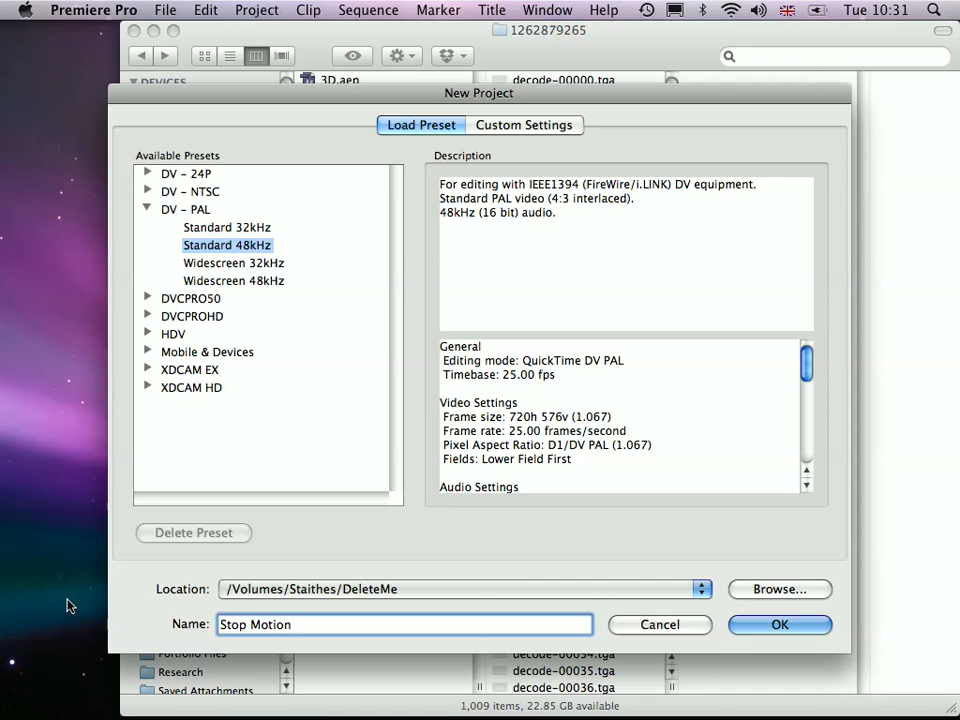 Premiere Pro File Edit Project Clip Sequence Marker Title Window Help Tue 10:31
1262879265
DEVICES
3D.aep
decode-00000.tga
New Project
Load Preset Custom Settings
Available Presets
DV - 24P
DV - NTSC
DV - PAL
Standard 32kHz
Standard 48kHz
Widescreen 32kHz
Widescreen 48kHz
DVCPRO50
DVCPROHD
HDV
Mobile & Devices
XDCAM EX
XDCAM HD
Delete Preset
Description
For editing with IEEE1394 (FireWire/i.LINK) DV equipment.
Standard PAL video (4:3 interlaced).
48kHz (16 bit) audio.
General
Editing mode: QuickTime DV PAL
Timebase: 25.00 fps
Video Settings
Frame size: 720h 576v (1.067)
Frame rate: 25.00 frames/second
Pixel Aspect Ratio: D1/DV PAL (1.067)
Fields: Lower Field First
Audio Settings
Location: /Volumes/Staithes/DeleteMe Browse...
Name: Stop Motion Cancel OK
Portfolio Files
Research
Saved Attachments
decode-00034.tga
decode-00035.tga
decode-00036.tga
1,009 items, 22.85 GB available